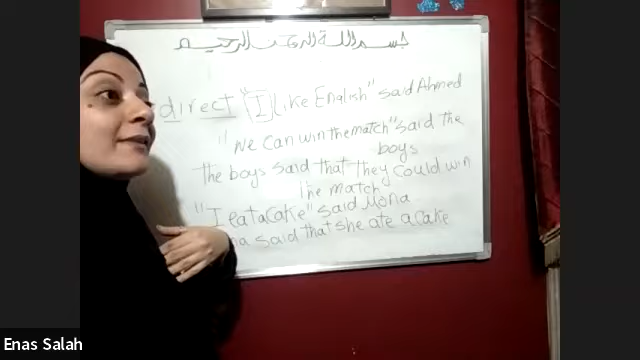 بسم الله الرحمن الرحيم
direct "I Like English" said Ahmed
" we can win the match" said the
boys
the boys said that they could win
the match
"I eat a cake" said Mona
na said that she ate a cake
Enas Salah